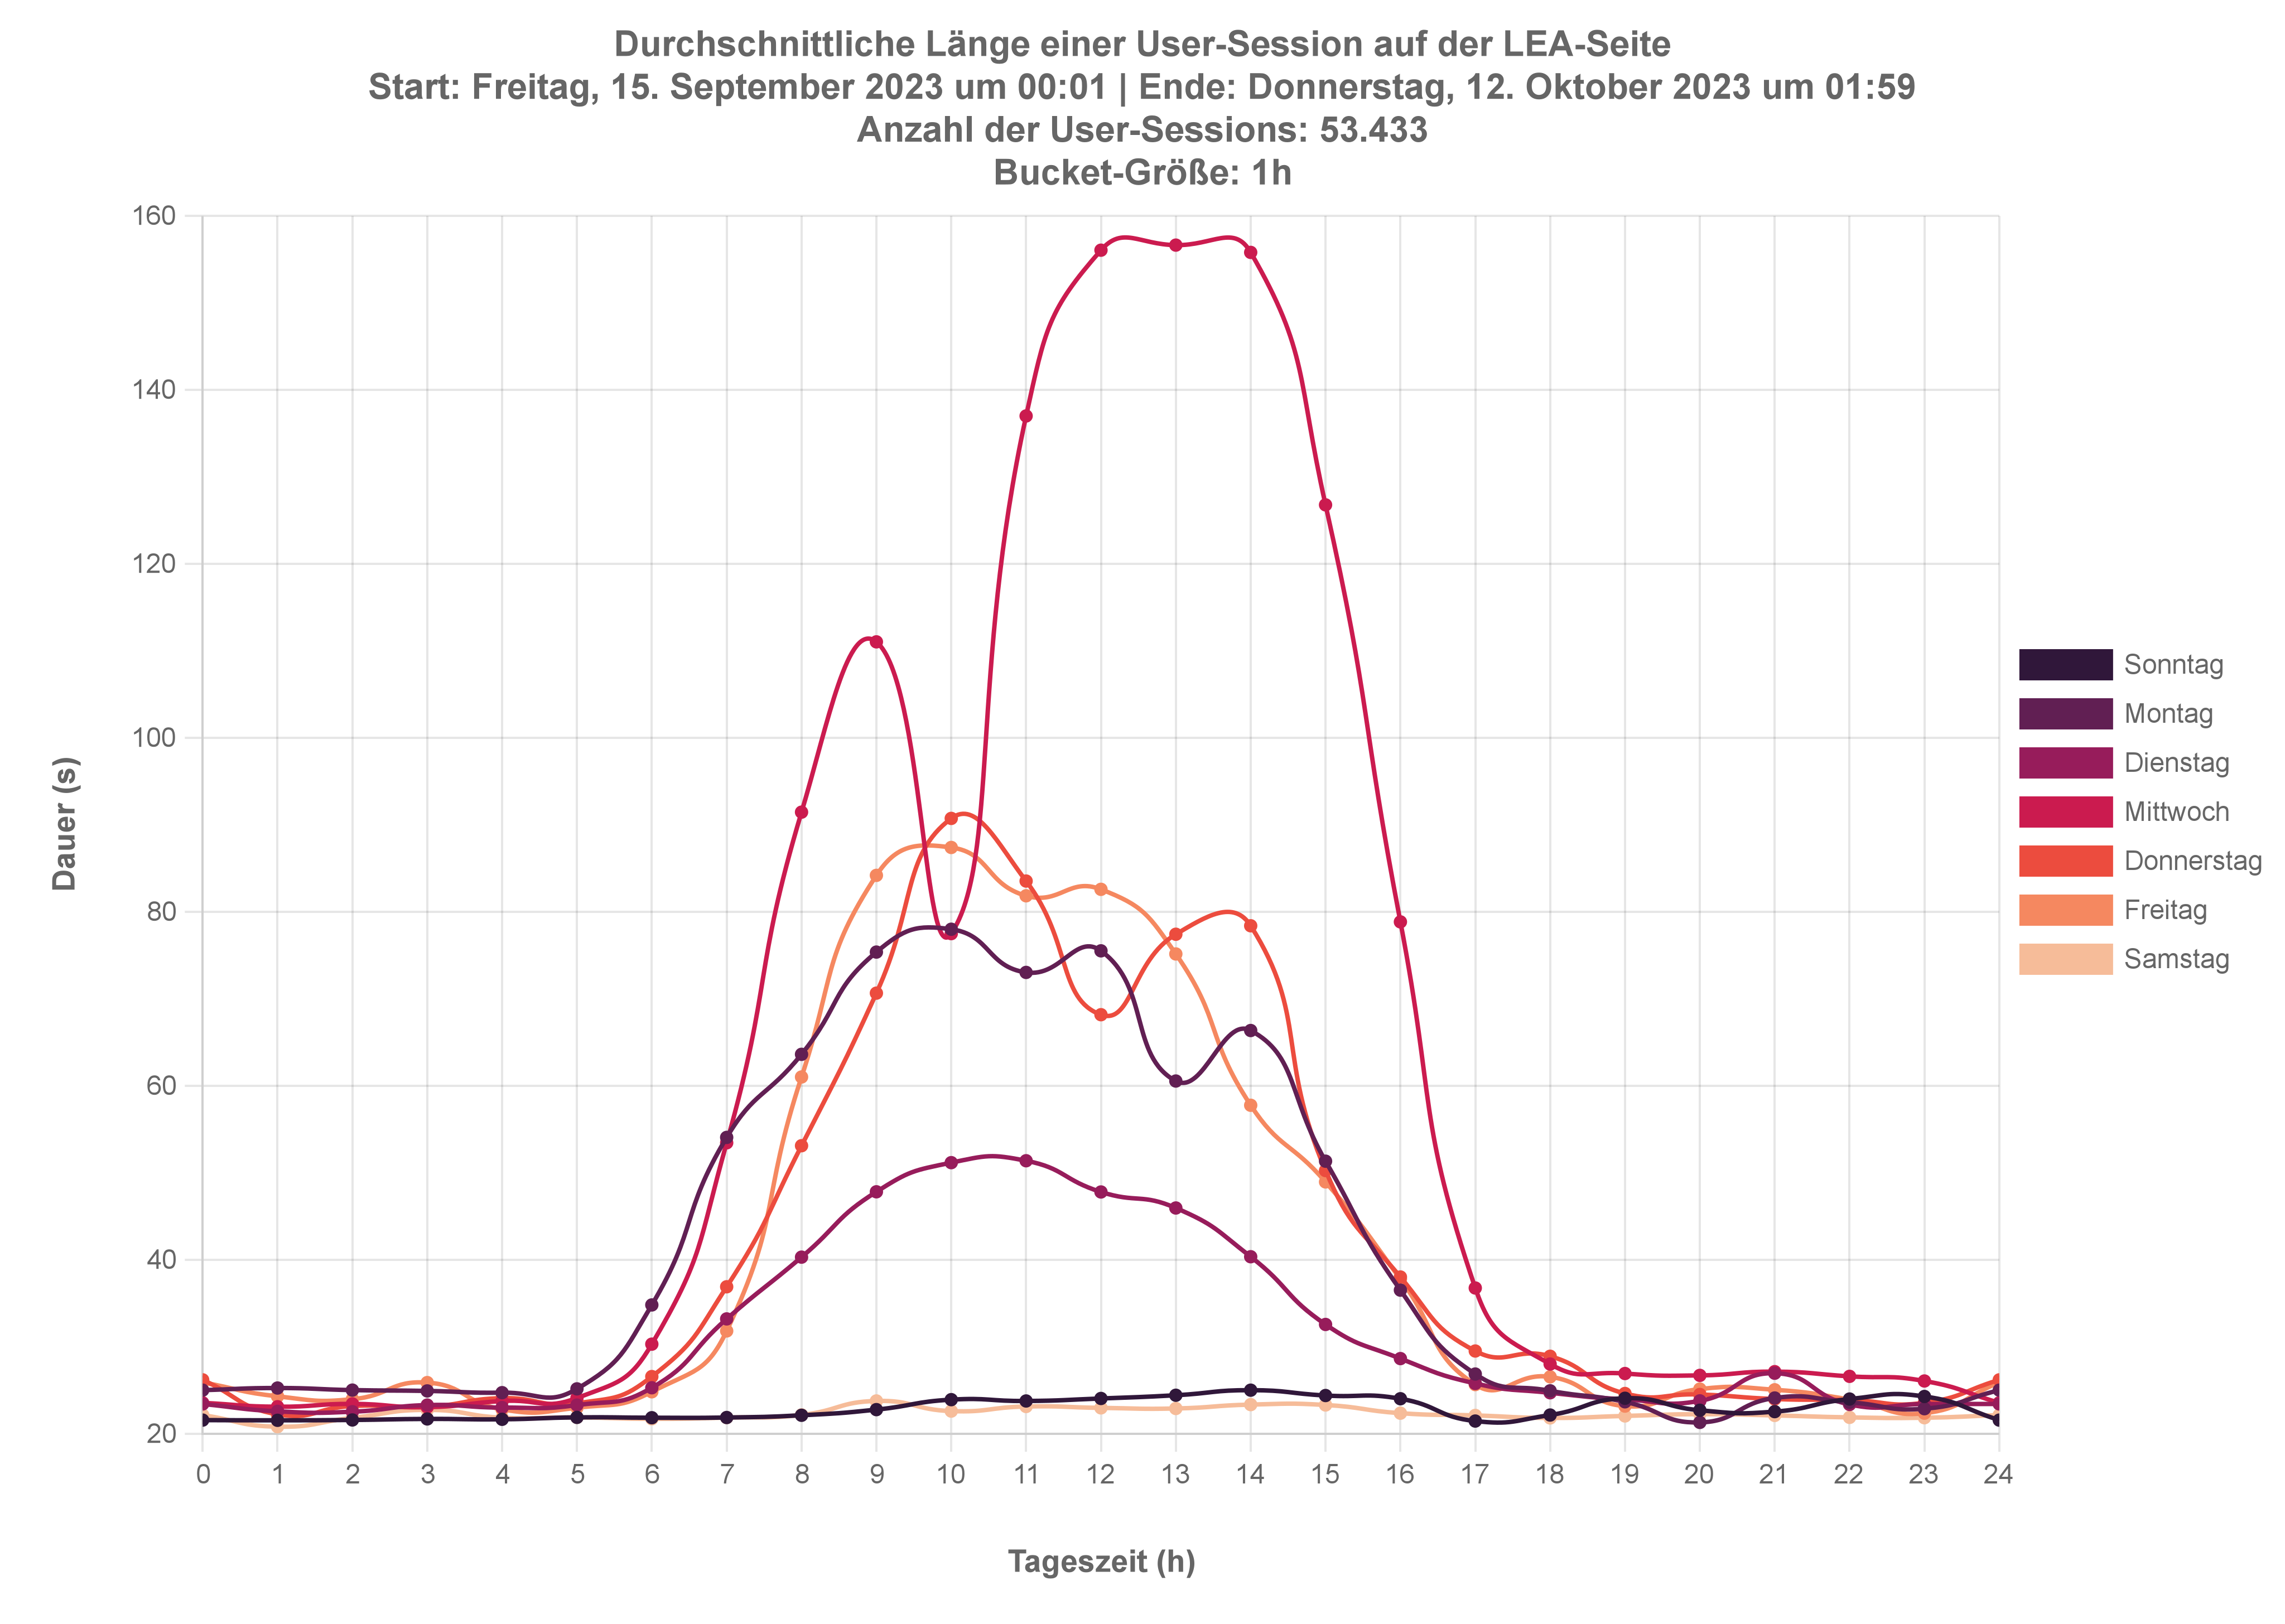 Durchschnittliche Länge einer User-Session auf der LEA-Seite
Start: Freitag, 15. September 2023 um 00:01 | Ende: Donnerstag, 12. Oktober 2023 um 01:59
Anzahl der User-Sessions: 53.433
Bucket-Größe: 1h
160
140
120
100
80
60
40
20
Dauer (s)
0 1 2 3 4 5 6 7 8 9 10 11 12 13 14 15 16 17 18 19 20 21 22 23 24
Tageszeit (h)
Sonntag
Montag
Dienstag
Mittwoch
Donnerstag
Freitag
Samstag